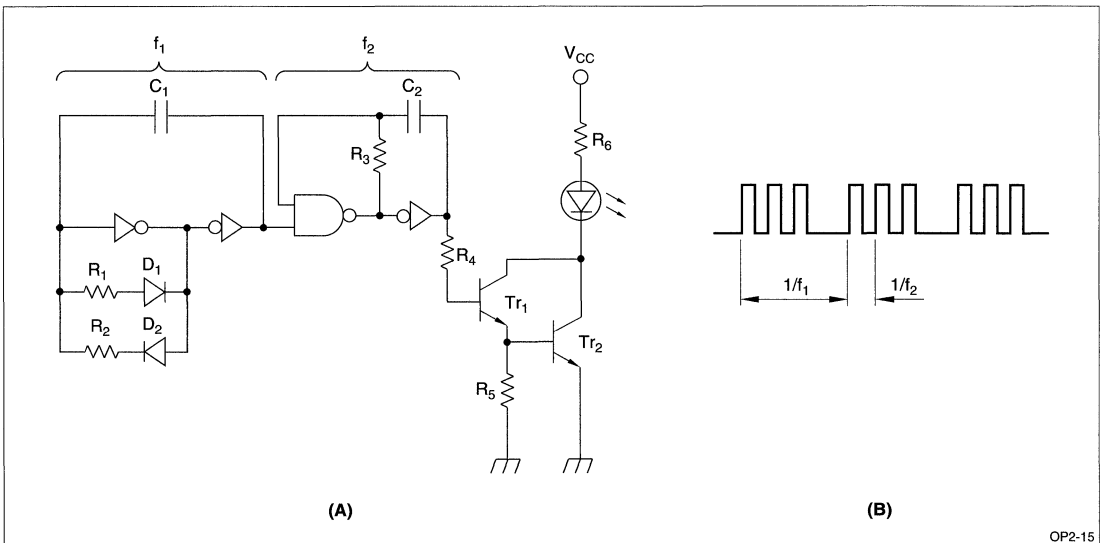 f₁
f₂
C₁
C₂
V_CC
R₃
R₆
R₄
R₁
D₁
Tr₁
R₂
D₂
Tr₂
R₅
1/f₁
1/f₂
(A)
(B)
OP2-15